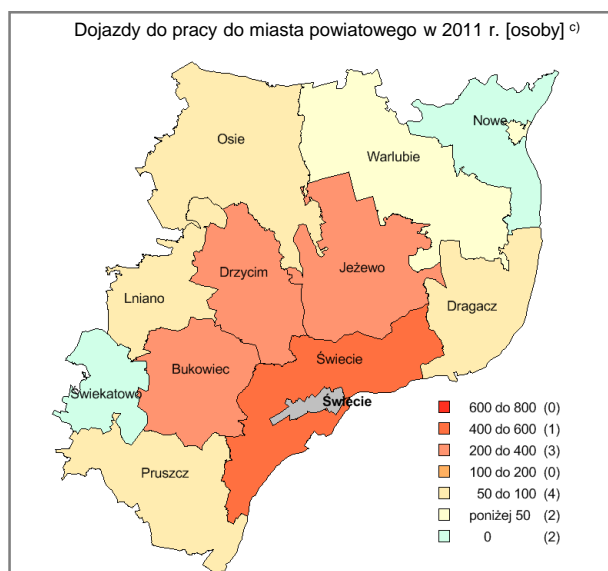 Dojazdy do pracy do miasta powiatowego w 2011 r. [osoby] c)
Nowe
Osie
Warlubie
Drzycim
Jeżewo
Lniano
Dragacz
Świecie
Bukowiec
Świekatowo
Świecie
Pruszcz
600 do 800 (0)
400 do 600 (1)
200 do 400 (3)
100 do 200 (0)
50 do 100 (4)
poniżej 50 (2)
0 (2)